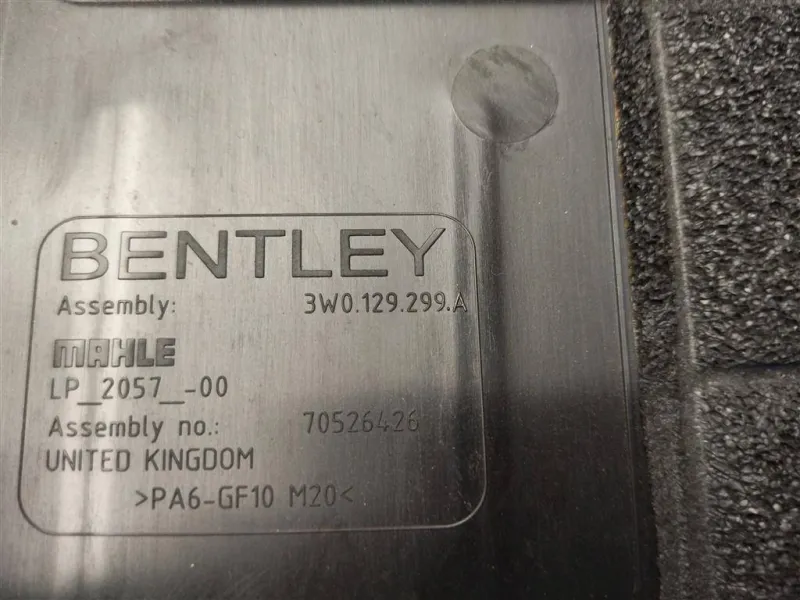 BENTLEY
Assembly: 3W0.129.299.A
MAHLE
LP_2057_-00
Assembly no.: 70526426
UNITED KINGDOM
>PA6-GF10 M20<